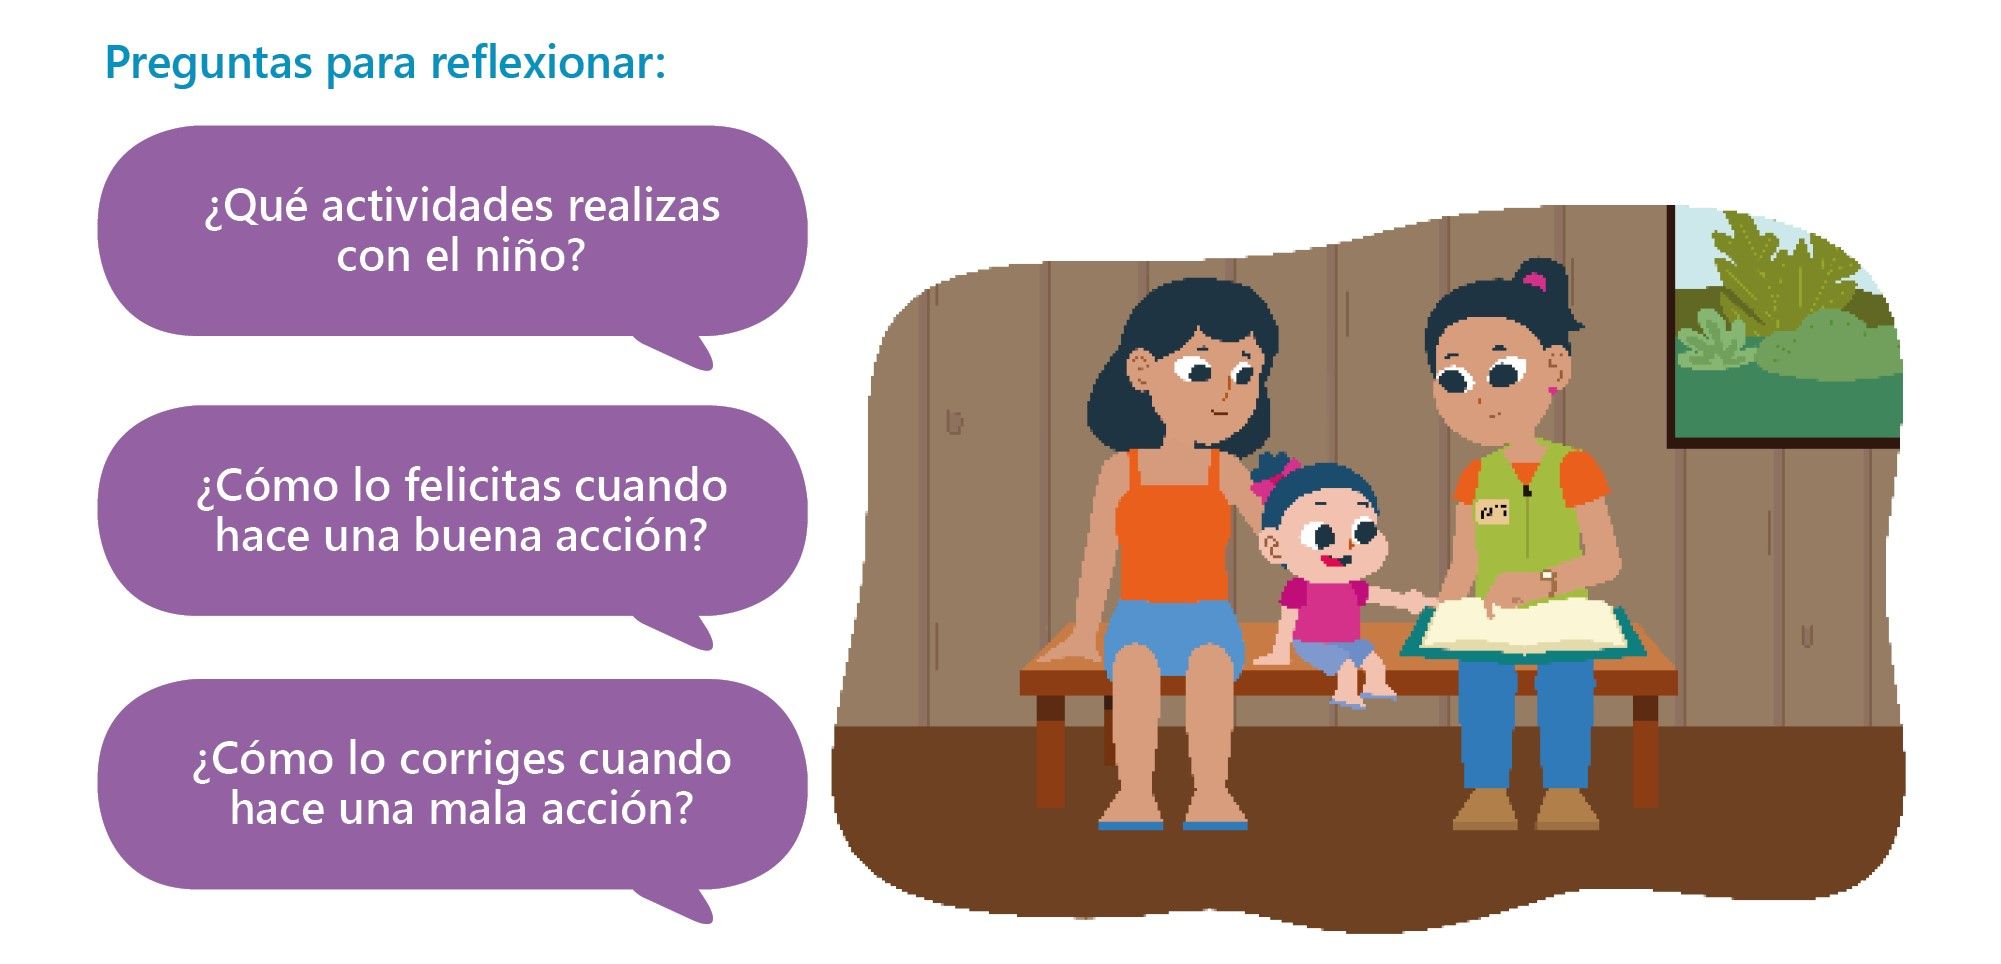 Preguntas para reflexionar:
¿Qué actividades realizas
con el niño?
¿Cómo lo felicitas cuando
hace una buena acción?
¿Cómo lo corriges cuando
hace una mala acción?